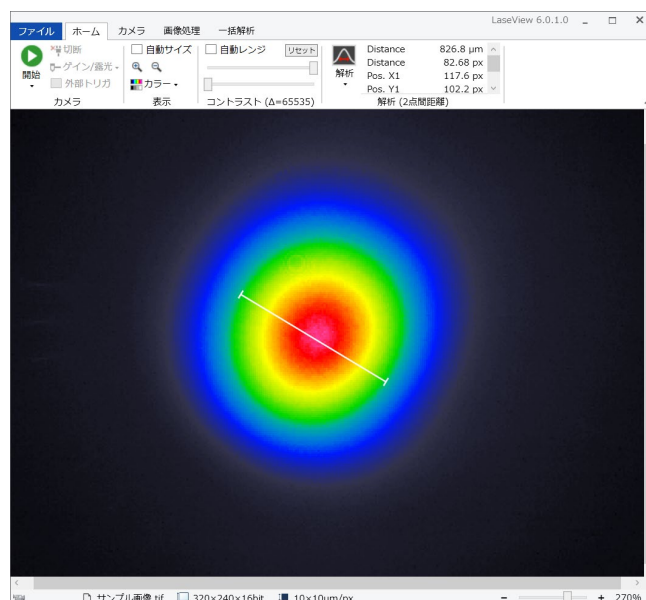 LaseView 6.0.1.0
ファイル ホーム カメラ 画像処理 一括解析
開始
切断
ゲイン/露光
外部トリガ
カメラ
自動サイズ
カラー
表示
自動レンジ リセット
コントラスト (Δ=65535)
解析
Distance 826.8 µm
Distance 82.68 px
Pos. X1 117.6 px
Pos. Y1 102.2 px
解析 (2点間距離)
サンプル画像.tif 320×240×16bit 10×10um/px 270%